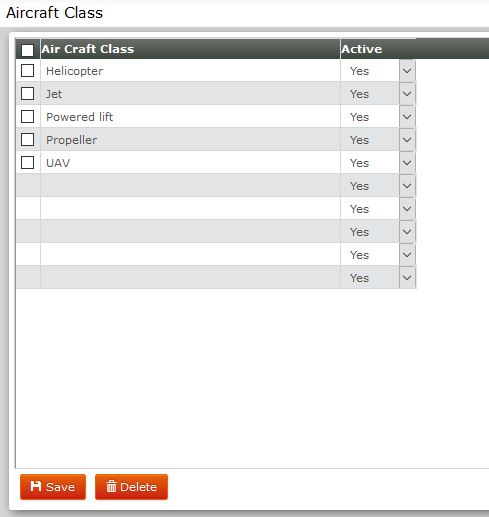 Aircraft Class
Air Craft Class Active
Helicopter Yes
Jet Yes
Powered lift Yes
Propeller Yes
UAV Yes
Yes
Yes
Yes
Yes
Yes
Save Delete